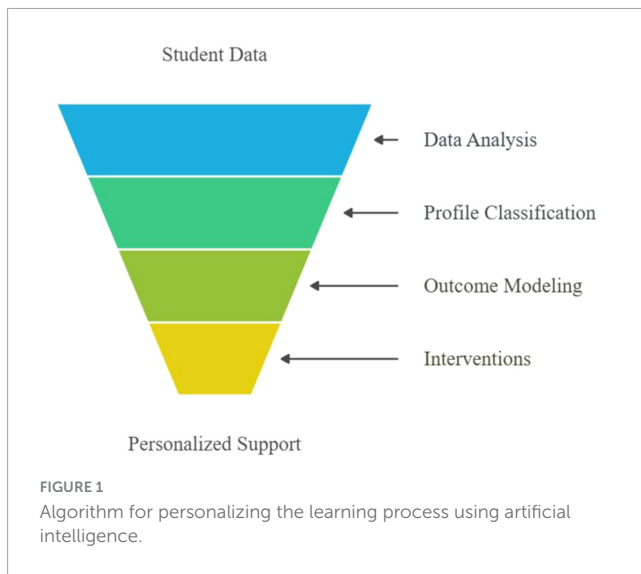 Student Data
Data Analysis
Profile Classification
Outcome Modeling
Interventions
Personalized Support
FIGURE 1
Algorithm for personalizing the learning process using artificial
intelligence.